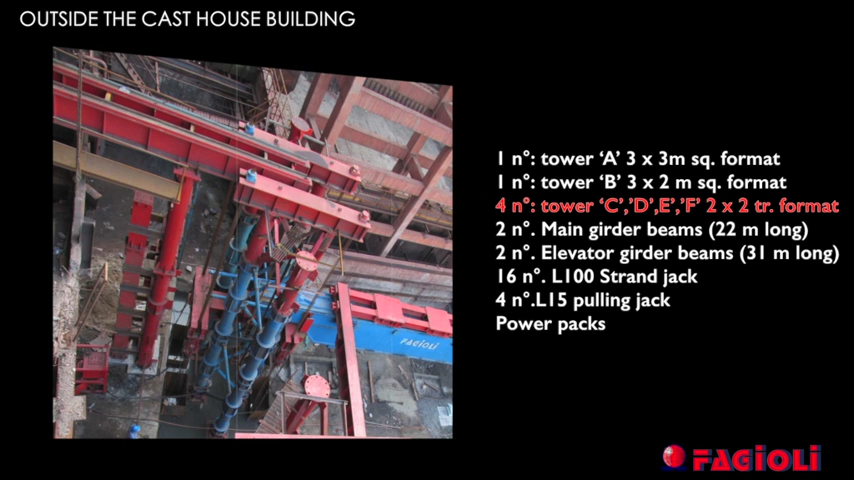 OUTSIDE THE CAST HOUSE BUILDING
1 n°: tower ‘A’ 3 x 3m sq. format
1 n°: tower ‘B’ 3 x 2 m sq. format
4 n°: tower ‘C’,’D’,E’,’F’ 2 x 2 tr. format
2 n°. Main girder beams (22 m long)
2 n°. Elevator girder beams (31 m long)
16 n°. L100 Strand jack
4 n°.L15 pulling jack
Power packs
FAGIOLI
FAGIOLI